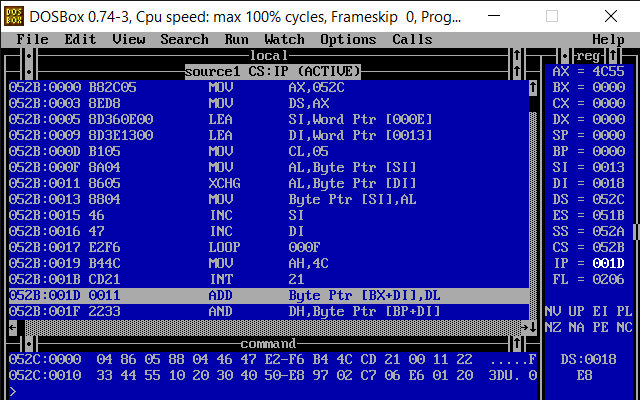 DOSBox 0.74-3, Cpu speed: max 100% cycles, Frameskip 0, Prog...
File Edit View Search Run Watch Options Calls Help
local
source1 CS:IP (ACTIVE)
052B:0000 B82C05 MOV AX,052C
052B:0003 8ED8 MOV DS,AX
052B:0005 8D360E00 LEA SI,Word Ptr [000E]
052B:0009 8D3E1300 LEA DI,Word Ptr [0013]
052B:000D B105 MOV CL,05
052B:000F 8A04 MOV AL,Byte Ptr [SI]
052B:0011 8605 XCHG AL,Byte Ptr [DI]
052B:0013 8804 MOV Byte Ptr [SI],AL
052B:0015 46 INC SI
052B:0016 47 INC DI
052B:0017 E2F6 LOOP 000F
052B:0019 B44C MOV AH,4C
052B:001B CD21 INT 21
052B:001D 0011 ADD Byte Ptr [BX+DI],DL
052B:001F 2233 AND DH,Byte Ptr [BP+DI]
command
052C:0000 04 86 05 88 04 46 47 E2-F6 B4 4C CD 21 00 11 22 .....F
052C:0010 33 44 55 10 20 30 40 50-E8 97 02 C7 06 E6 01 20 3DU. 0
>
reg
AX = 4C55
BX = 0000
CX = 0000
DX = 0000
SP = 0000
BP = 0000
SI = 0013
DI = 0018
DS = 052C
ES = 051B
SS = 052A
CS = 052B
IP = 001D
FL = 0206
NV UP EI PL
NZ NA PE NC
DS:0018
E8